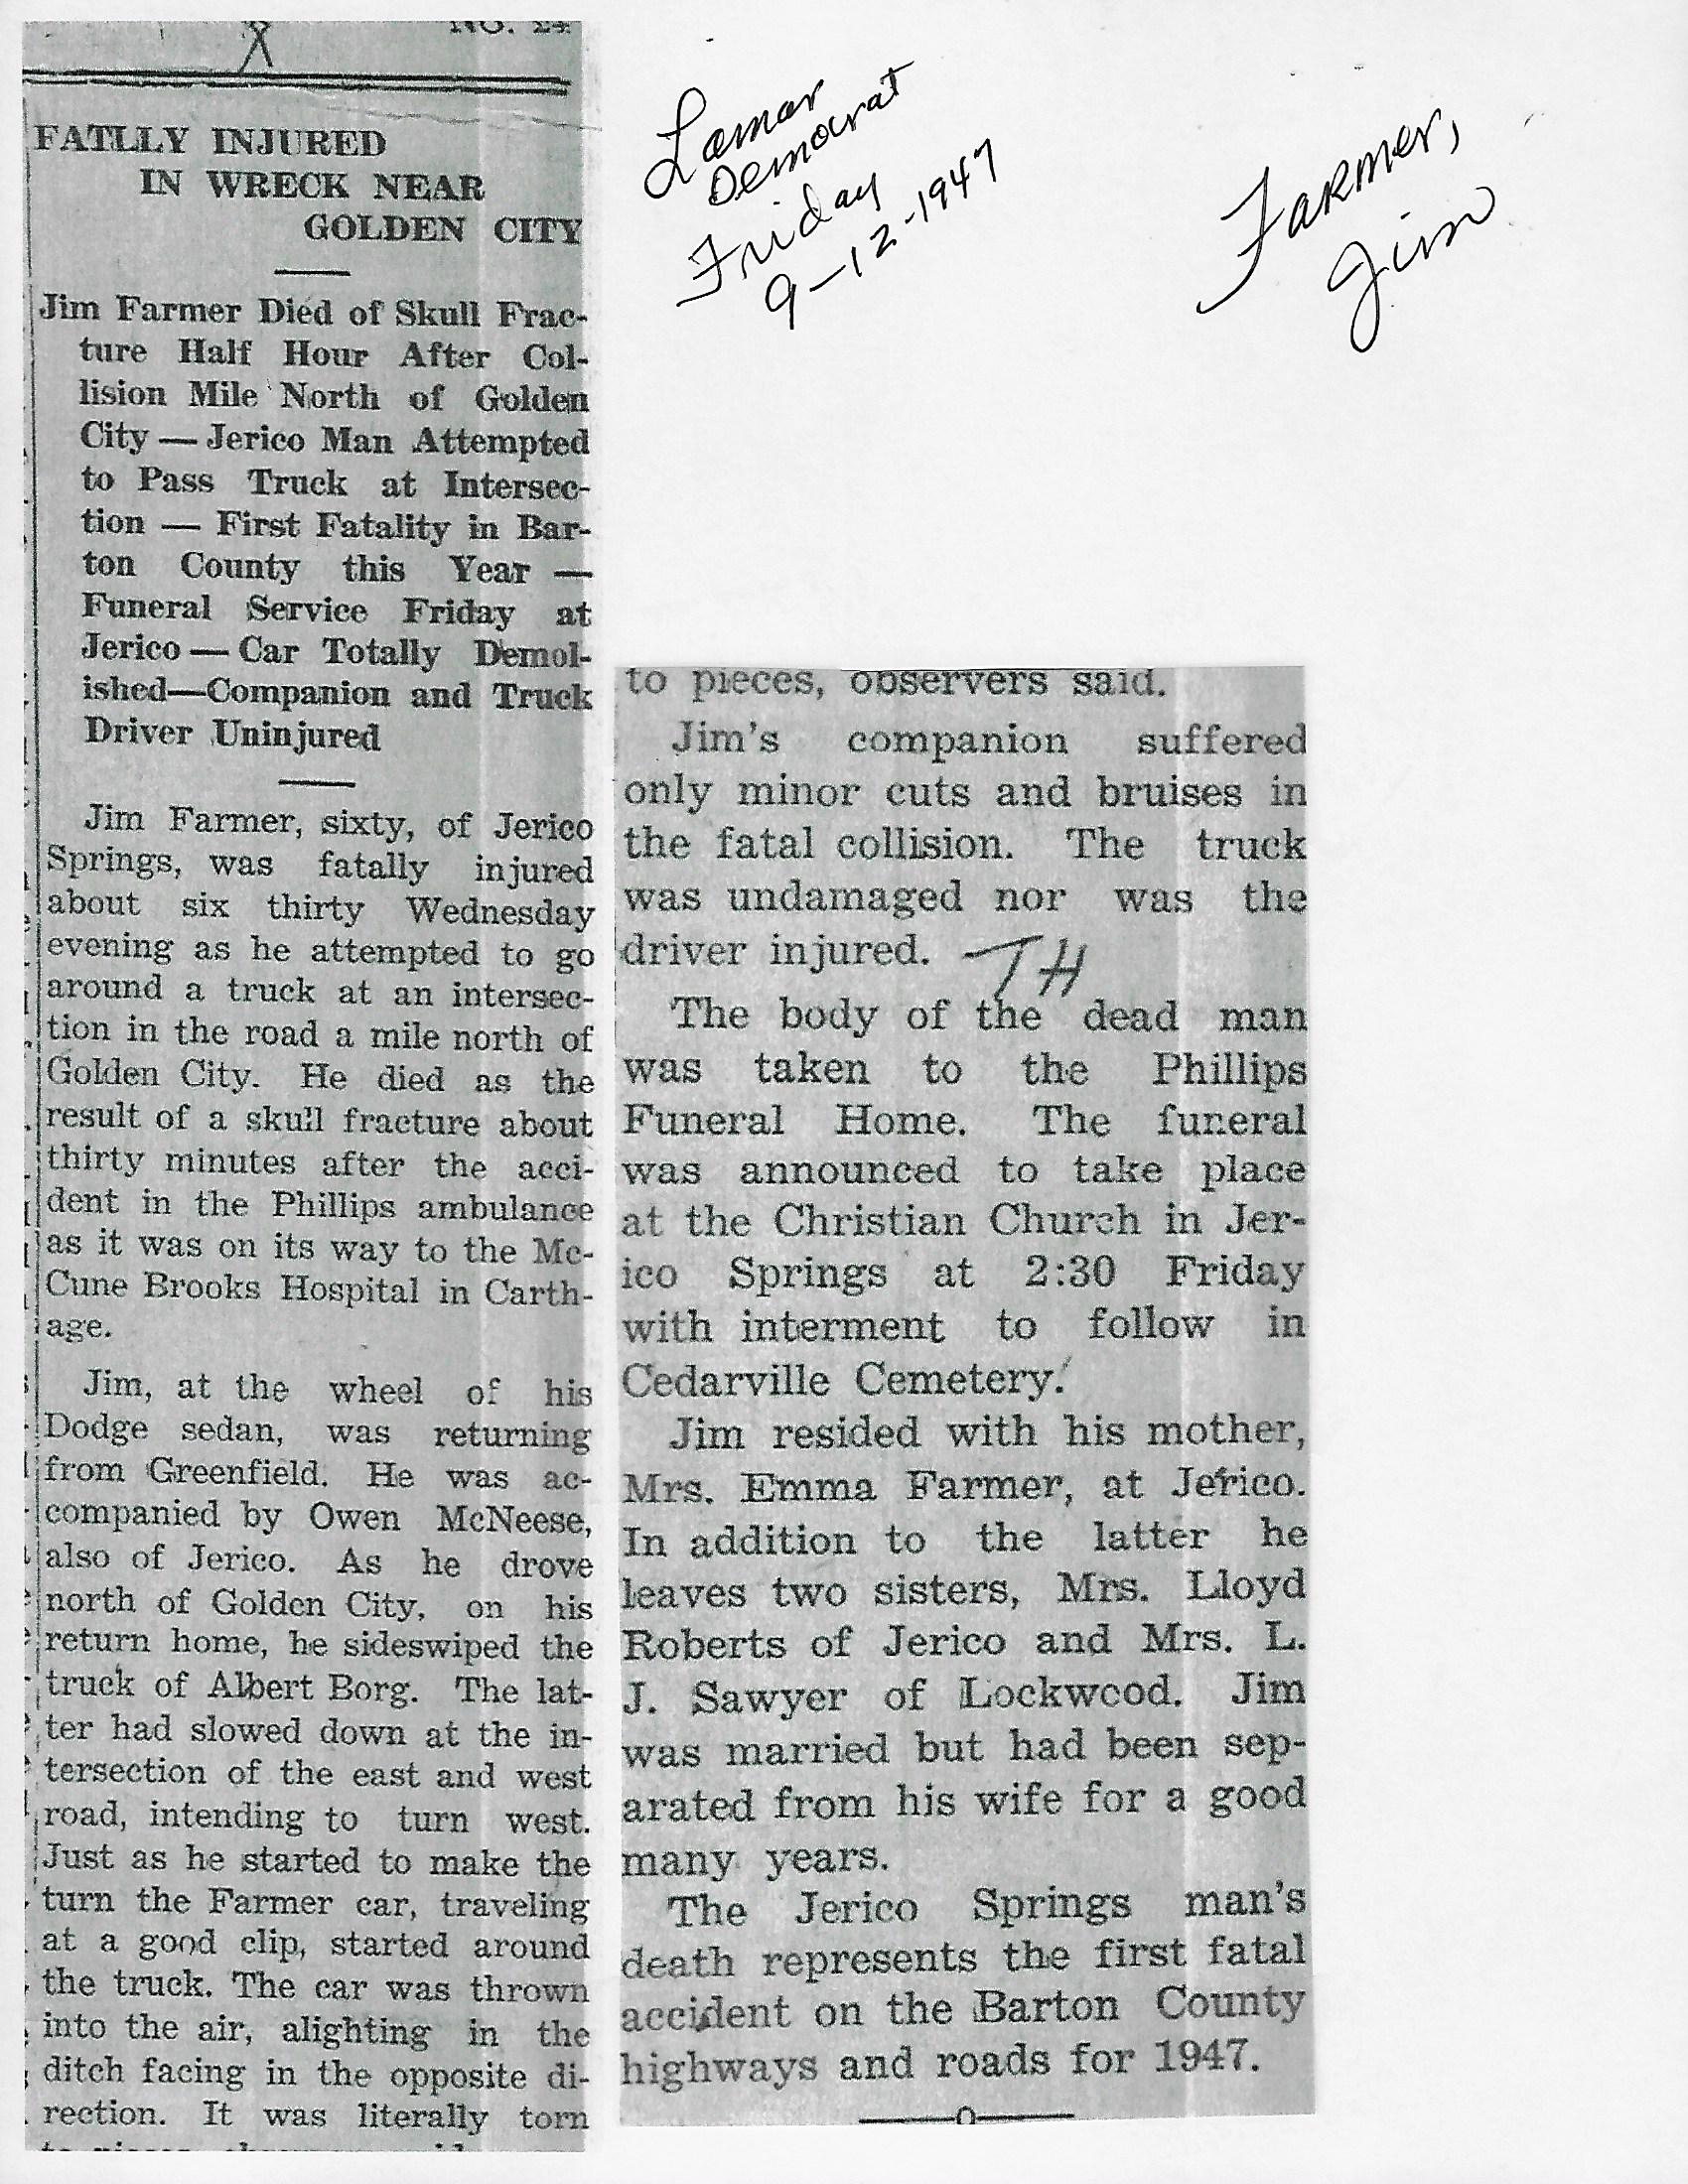 NO. 24
X
FATLLY INJURED
IN WRECK NEAR
GOLDEN CITY
Jim Farmer Died of Skull Frac-
ture Half Hour After Col-
lision Mile North of Golden
City — Jerico Man Attempted
to Pass Truck at Intersec-
tion — First Fatality in Bar-
ton County this Year —
Funeral Service Friday at
Jerico — Car Totally Demol-
ished—Companion and Truck
Driver Uninjured
Jim Farmer, sixty, of Jerico
Springs, was fatally injured
about six thirty Wednesday
evening as he attempted to go
around a truck at an intersec-
tion in the road a mile north of
Golden City. He died as the
result of a skull fracture about
thirty minutes after the acci-
dent in the Phillips ambulance
as it was on its way to the Mc-
Cune Brooks Hospital in Carth-
age.
Jim, at the wheel of his
Dodge sedan, was returning
from Greenfield. He was ac-
companied by Owen McNeese,
also of Jerico. As he drove
north of Golden City, on his
return home, he sideswiped the
truck of Albert Borg. The lat-
ter had slowed down at the in-
tersection of the east and west
road, intending to turn west.
Just as he started to make the
turn the Farmer car, traveling
at a good clip, started around
the truck. The car was thrown
into the air, alighting in the
ditch facing in the opposite di-
rection. It was literally torn
Lamar
Democrat
Friday
9-12-1947
Farmer,
Jim
to pieces, observers said.
Jim's companion suffered
only minor cuts and bruises in
the fatal collision. The truck
was undamaged nor was the
driver injured. TH
The body of the dead man
was taken to the Phillips
Funeral Home. The funeral
was announced to take place
at the Christian Church in Jer-
ico Springs at 2:30 Friday
with interment to follow in
Cedarville Cemetery.
Jim resided with his mother,
Mrs. Emma Farmer, at Jerico.
In addition to the latter he
leaves two sisters, Mrs. Lloyd
Roberts of Jerico and Mrs. L.
J. Sawyer of Lockwood. Jim
was married but had been sep-
arated from his wife for a good
many years.
The Jerico Springs man's
death represents the first fatal
accident on the Barton County
highways and roads for 1947.